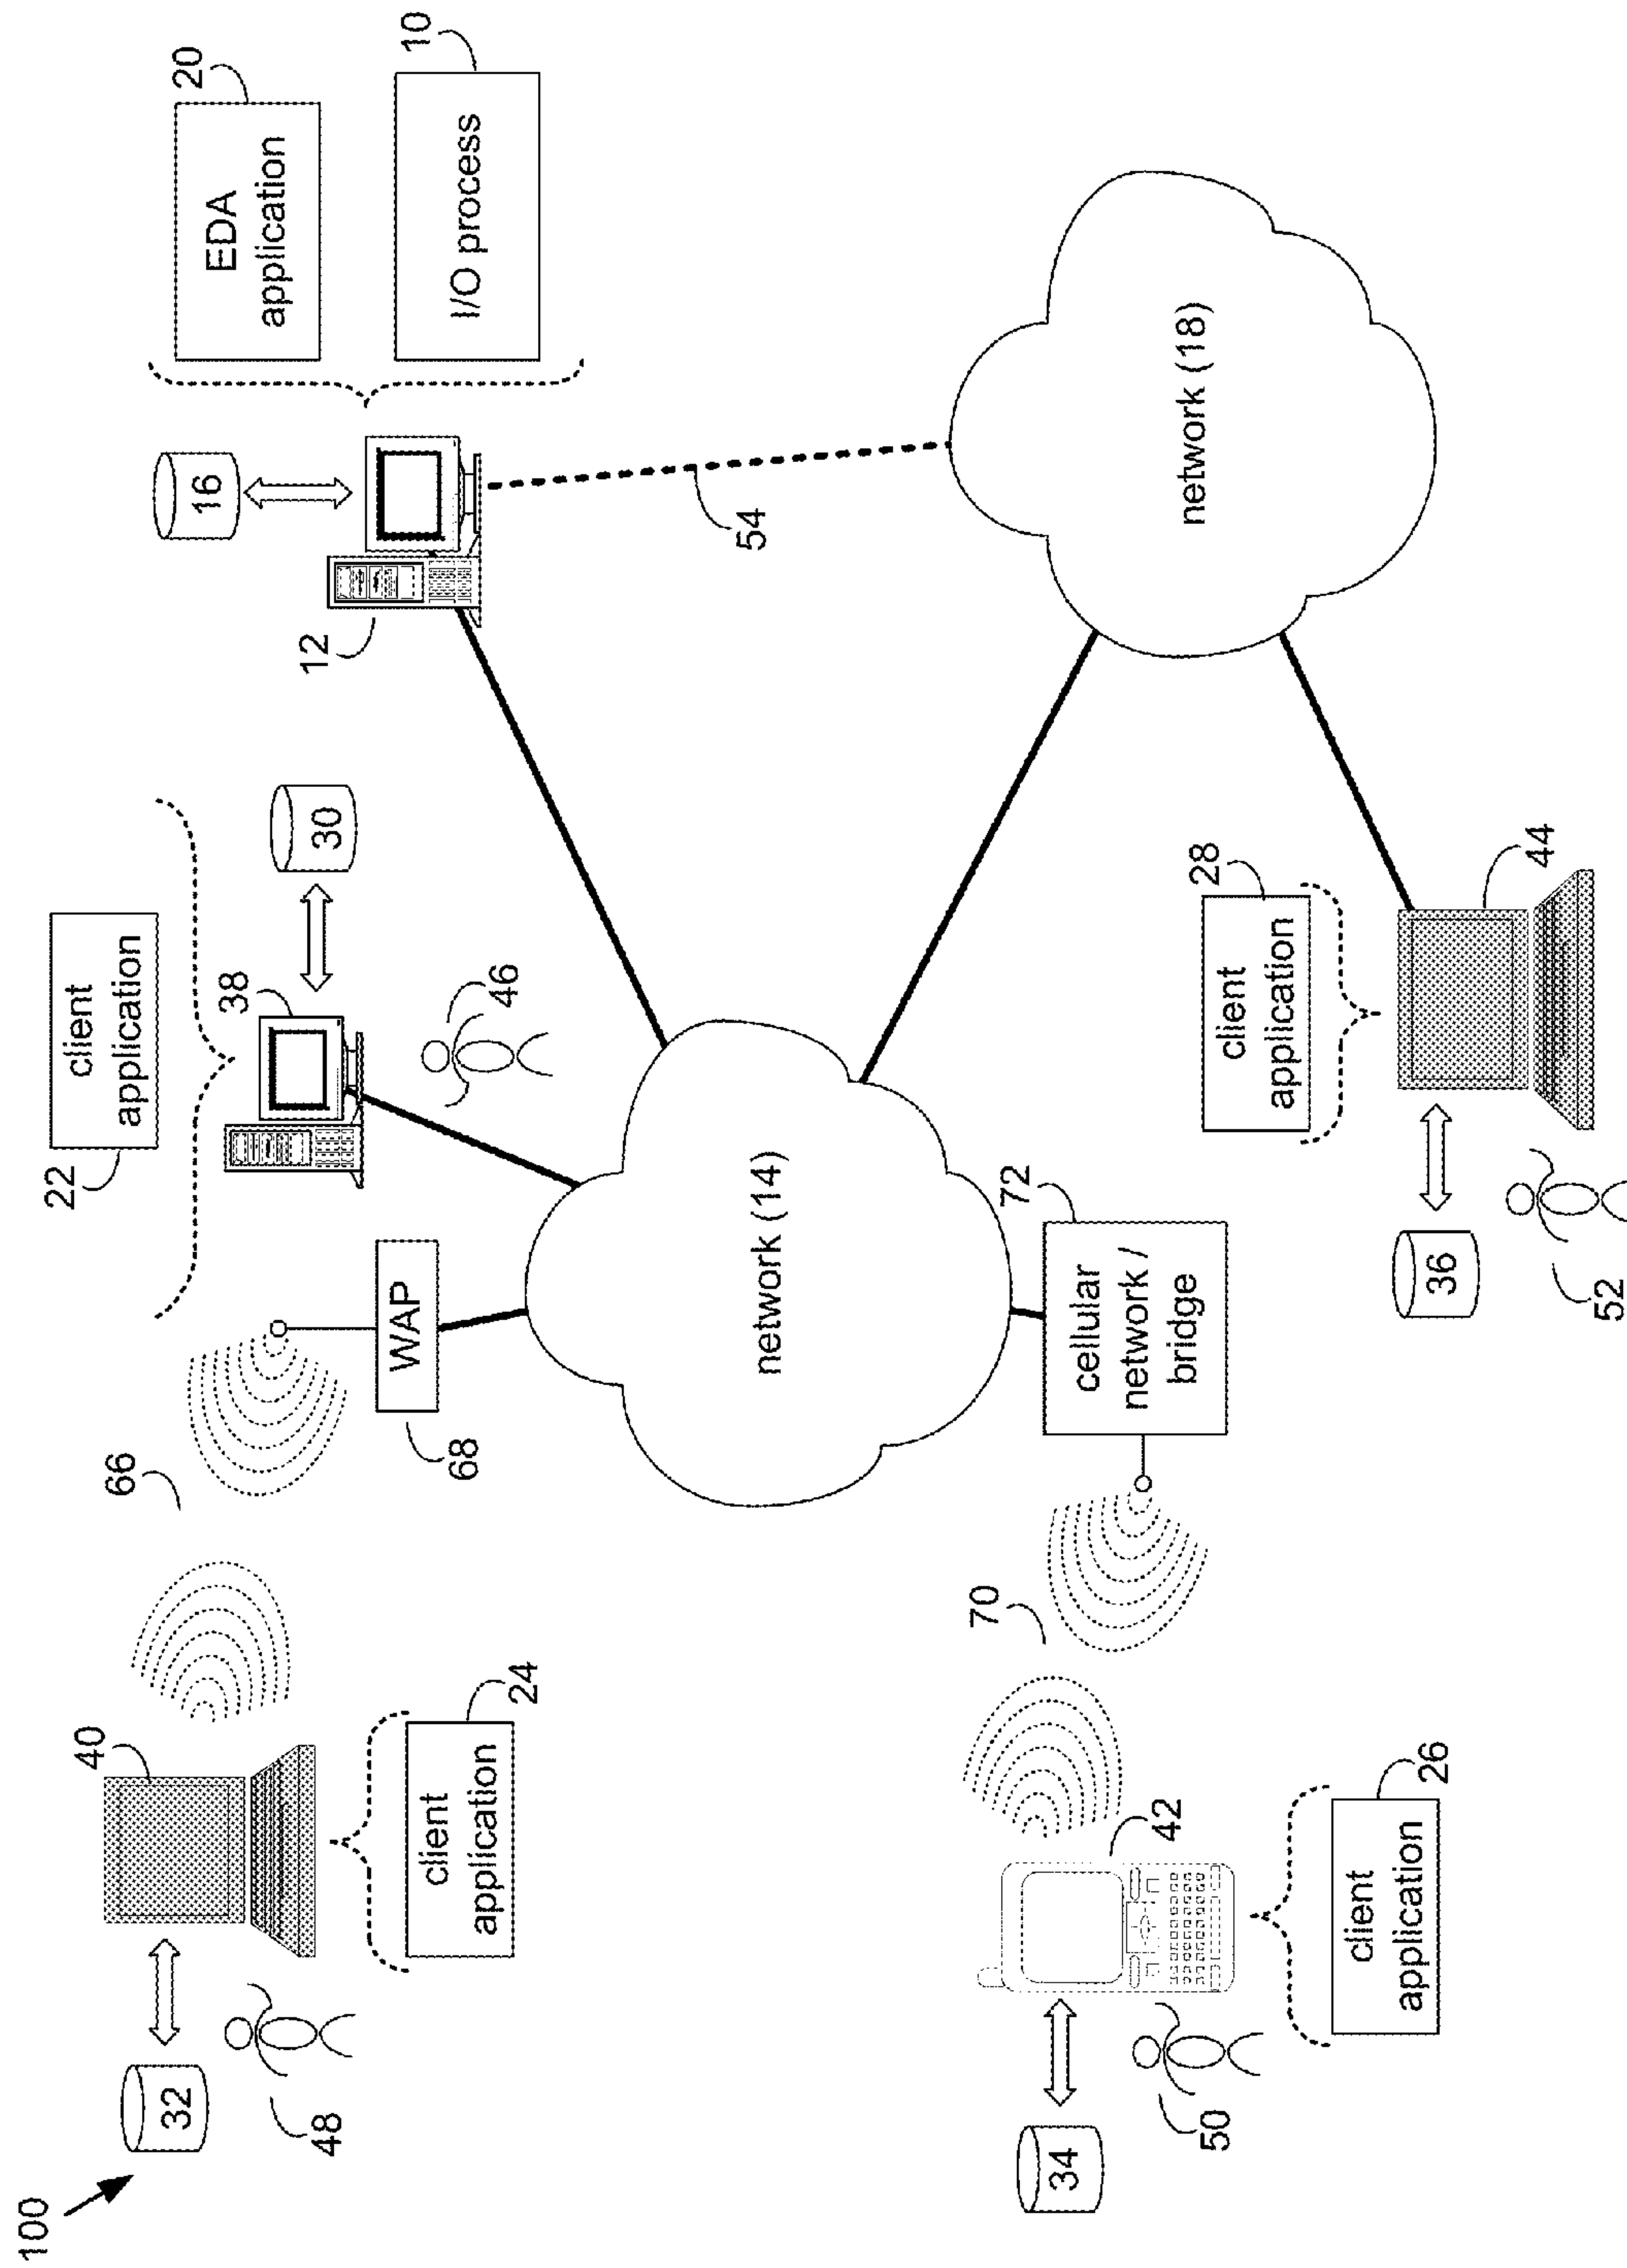 100
22
client
application
40
66
32
48
24
client
application
WAP
68
38
30
46
16
12
20
EDA
application
10
I/O process
network (14)
54
network (18)
70
72
cellular
network /
bridge
34
50
42
26
client
application
28
client
application
44
36
52